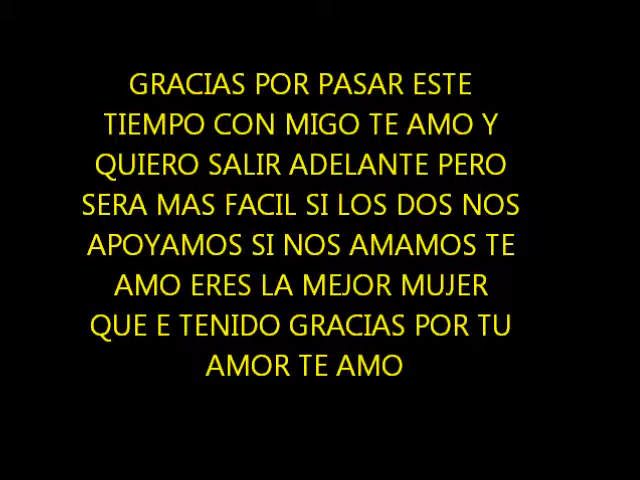 GRACIAS POR PASAR ESTE
TIEMPO CON MIGO TE AMO Y
QUIERO SALIR ADELANTE PERO
SERA MAS FACIL SI LOS DOS NOS
APOYAMOS SI NOS AMAMOS TE
AMO ERES LA MEJOR MUJER
QUE E TENIDO GRACIAS POR TU
AMOR TE AMO